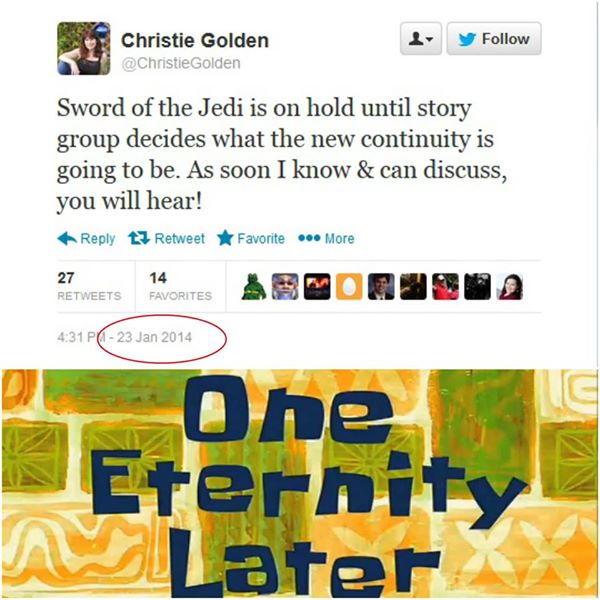 Christie Golden
@ChristieGolden
Follow
Sword of the Jedi is on hold until story
group decides what the new continuity is
going to be. As soon I know & can discuss,
you will hear!
Reply Retweet Favorite More
27 14
RETWEETS FAVORITES
4:31 PM - 23 Jan 2014
One
Eternity
Later